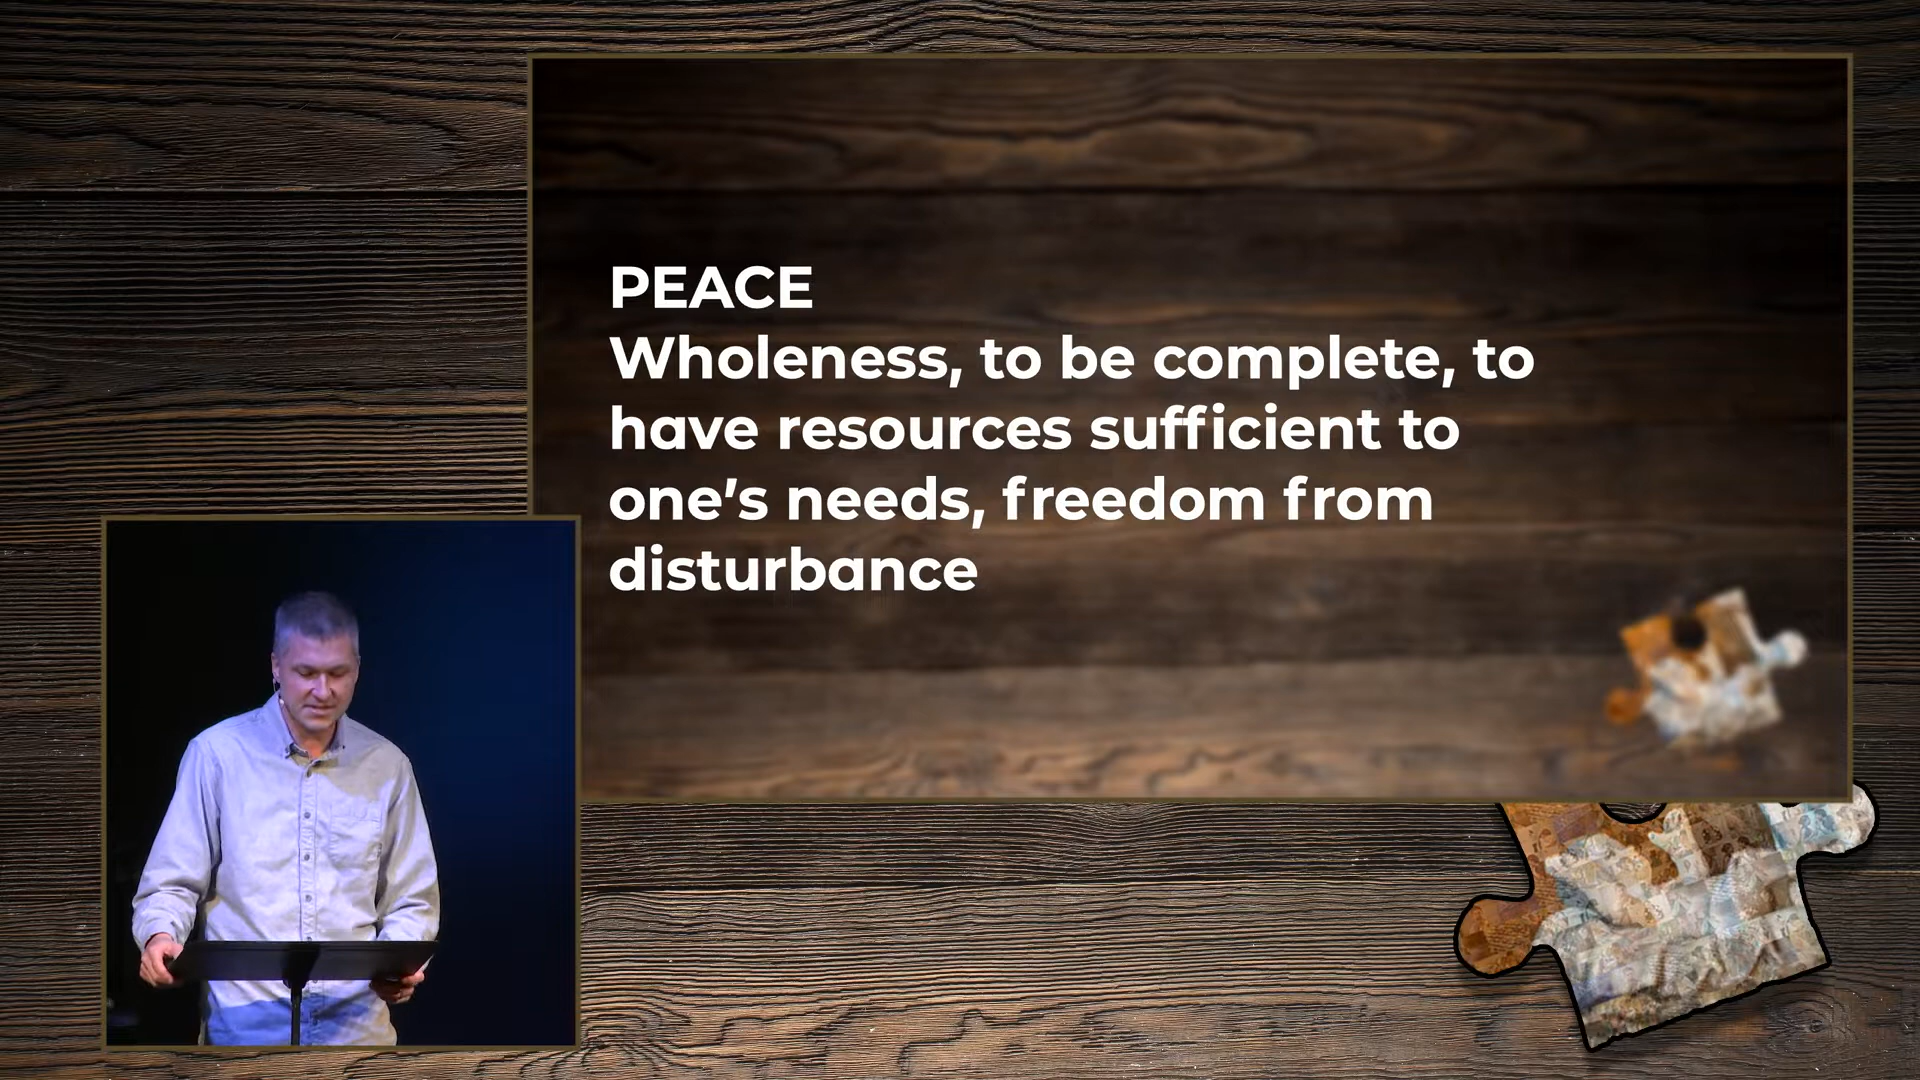 PEACE
Wholeness, to be complete, to
have resources sufficient to
one's needs, freedom from
disturbance